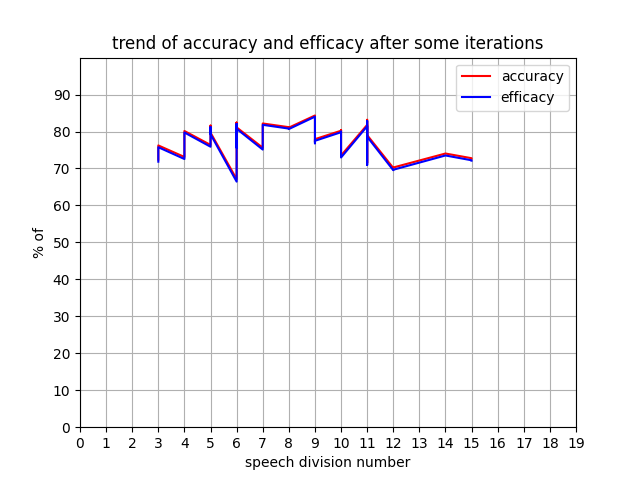 trend of accuracy and efficacy after some iterations
accuracy
efficacy
90
80
70
60
50
40
30
20
10
0
% of
0 1 2 3 4 5 6 7 8 9 10 11 12 13 14 15 16 17 18 19
speech division number